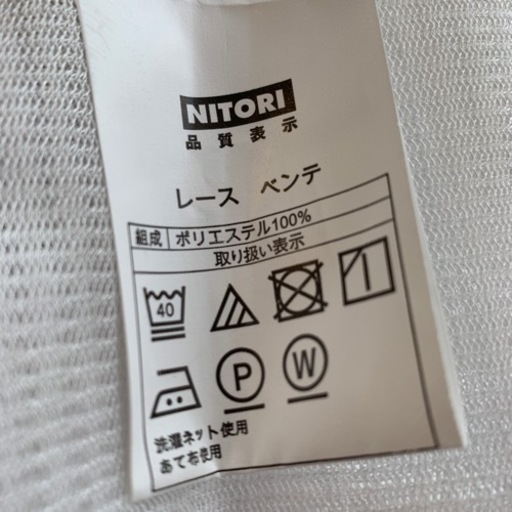 NITORI
品質表示
レース ベンテ
組成 ポリエステル100%
取り扱い表示
40
P W
洗濯ネット使用
あて布使用